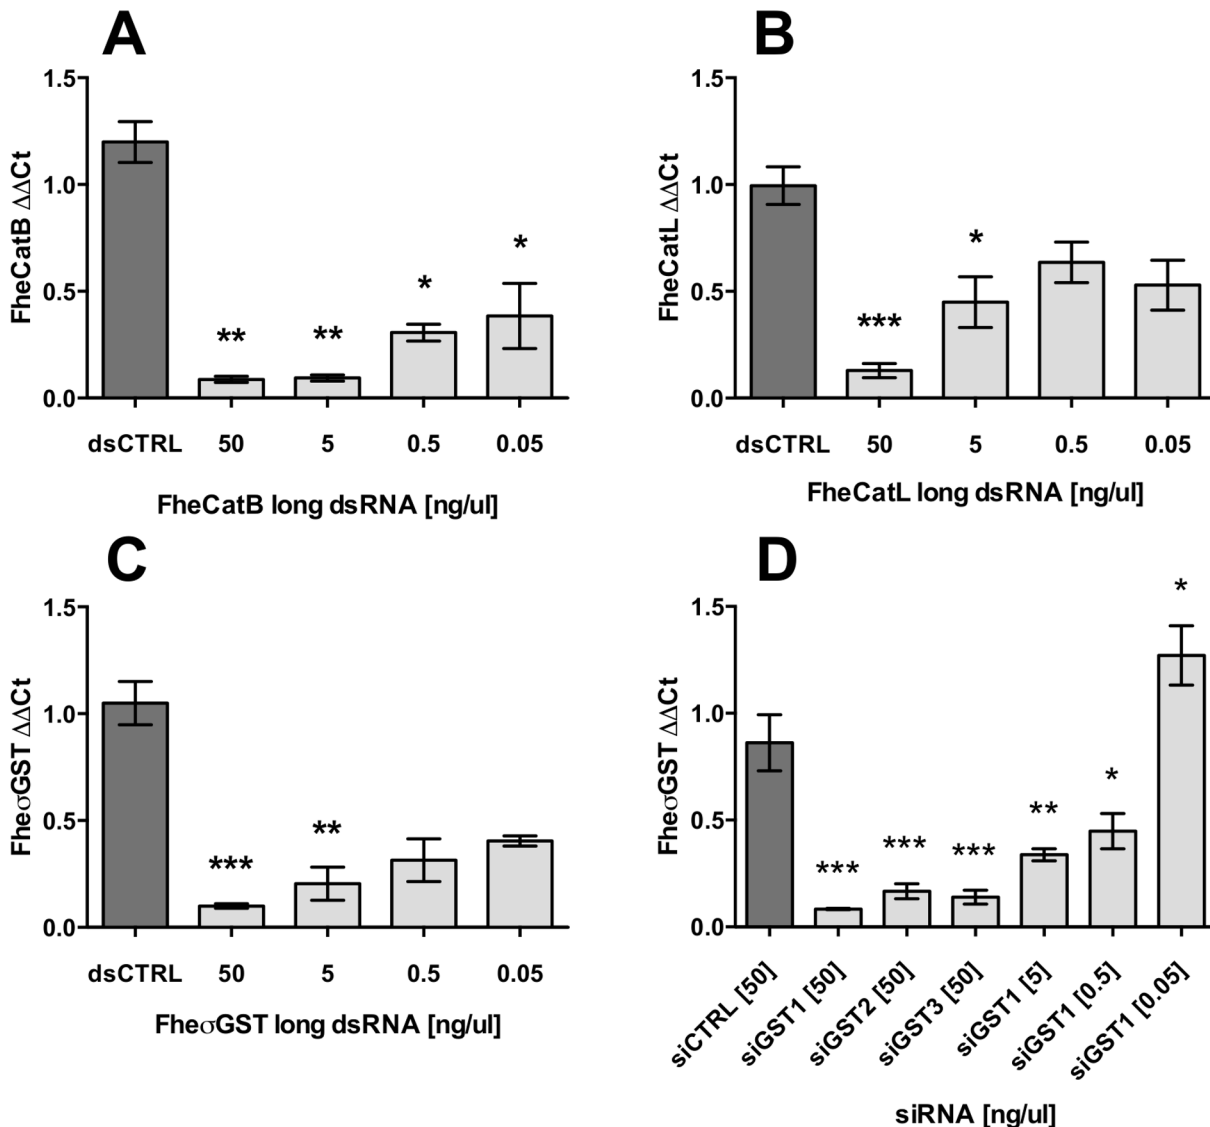 A
FheCatB ΔΔCt
1.5
1.0
0.5
0.0
**
**
*
*
dsCTRL 50 5 0.5 0.05
FheCatB long dsRNA [ng/ul]
B
FheCatL ΔΔCt
1.5
1.0
0.5
0.0
***
*
dsCTRL 50 5 0.5 0.05
FheCatL long dsRNA [ng/ul]
C
FheσGST ΔΔCt
1.5
1.0
0.5
0.0
***
**
dsCTRL 50 5 0.5 0.05
FheσGST long dsRNA [ng/ul]
D
FheσGST ΔΔCt
1.5
1.0
0.5
0.0
***
***
***
**
*
*
siCTRL [50]
siGST1 [50]
siGST2 [50]
siGST3 [50]
siGST1 [5]
siGST1 [0.5]
siGST1 [0.05]
siRNA [ng/ul]